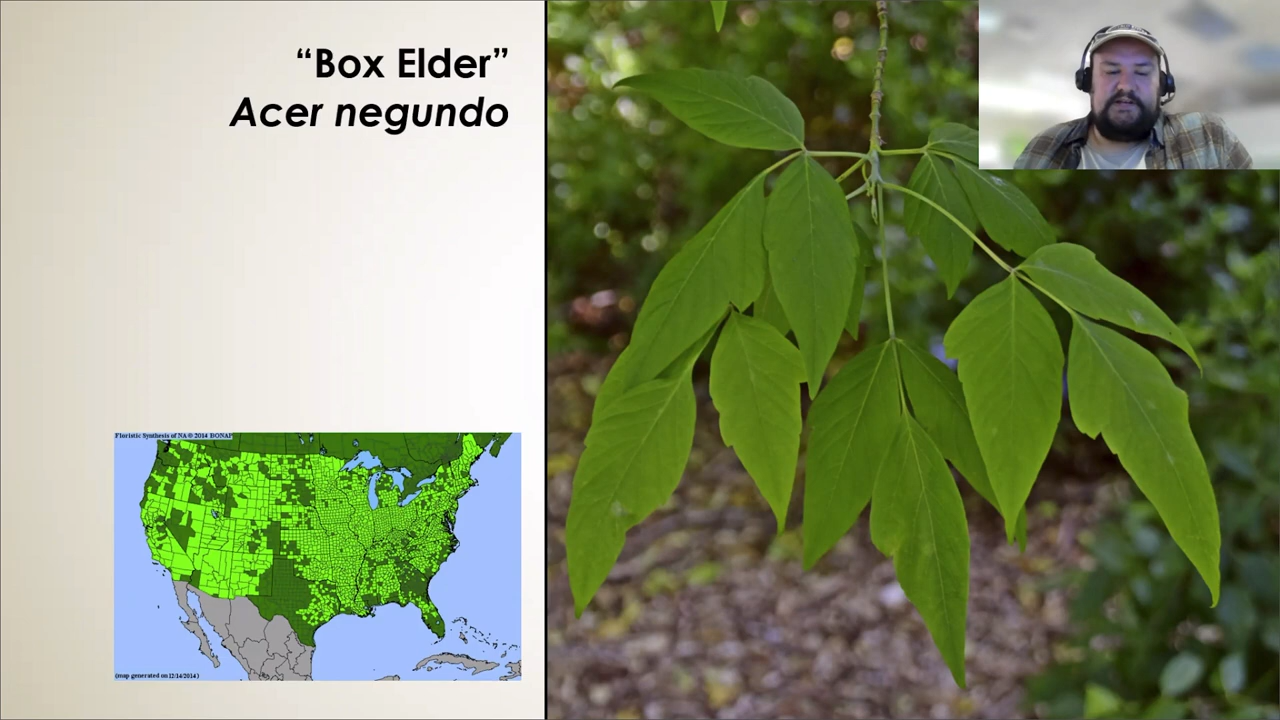 “Box Elder”
Acer negundo
Floristic Synthesis of NA © 2014 BONAP
(map generated on 12/14/2014)